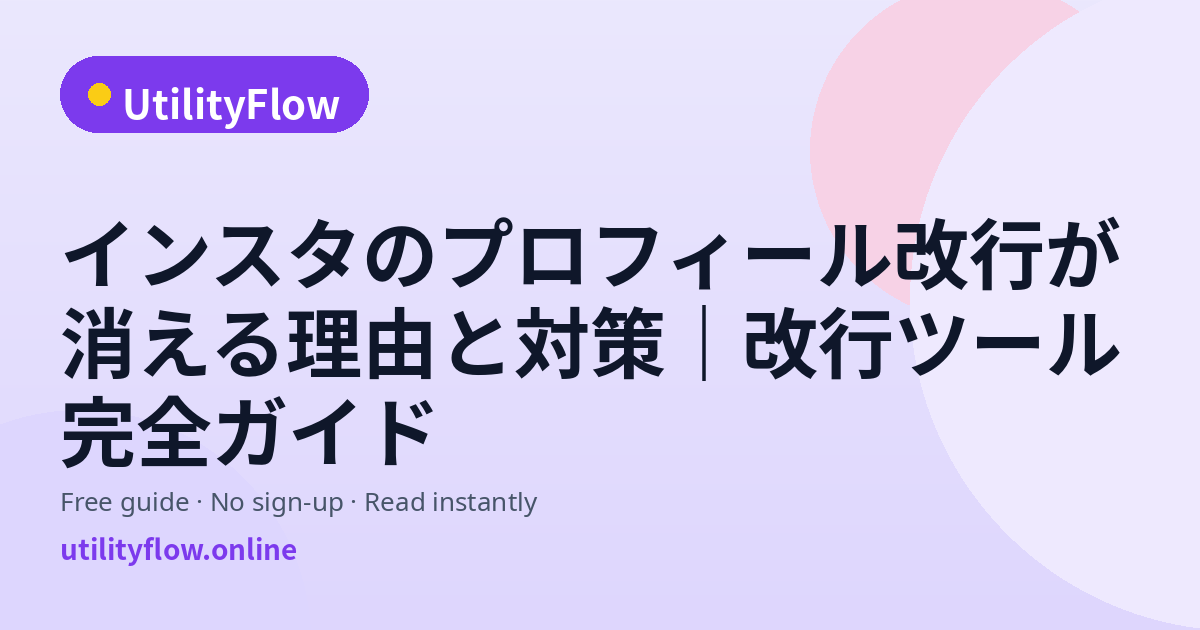 UtilityFlow
インスタのプロフィール改行が
消える理由と対策｜改行ツール
完全ガイド
Free guide · No sign-up · Read instantly
utilityflow.online